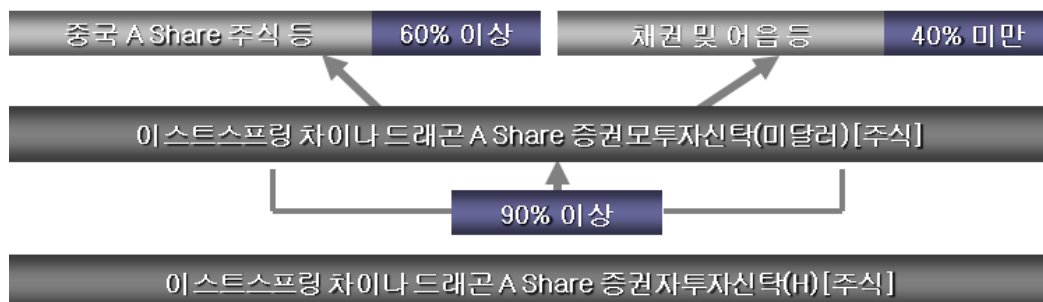 중국 A Share 주식 등 60% 이상 채권 및 어음 등 40% 미만
이스트스프링 차이나 드래곤 A Share 증권모투자신탁(미달러)[주식]
90% 이상
이스트스프링 차이나 드래곤 A Share 증권자투자신탁(H)[주식]